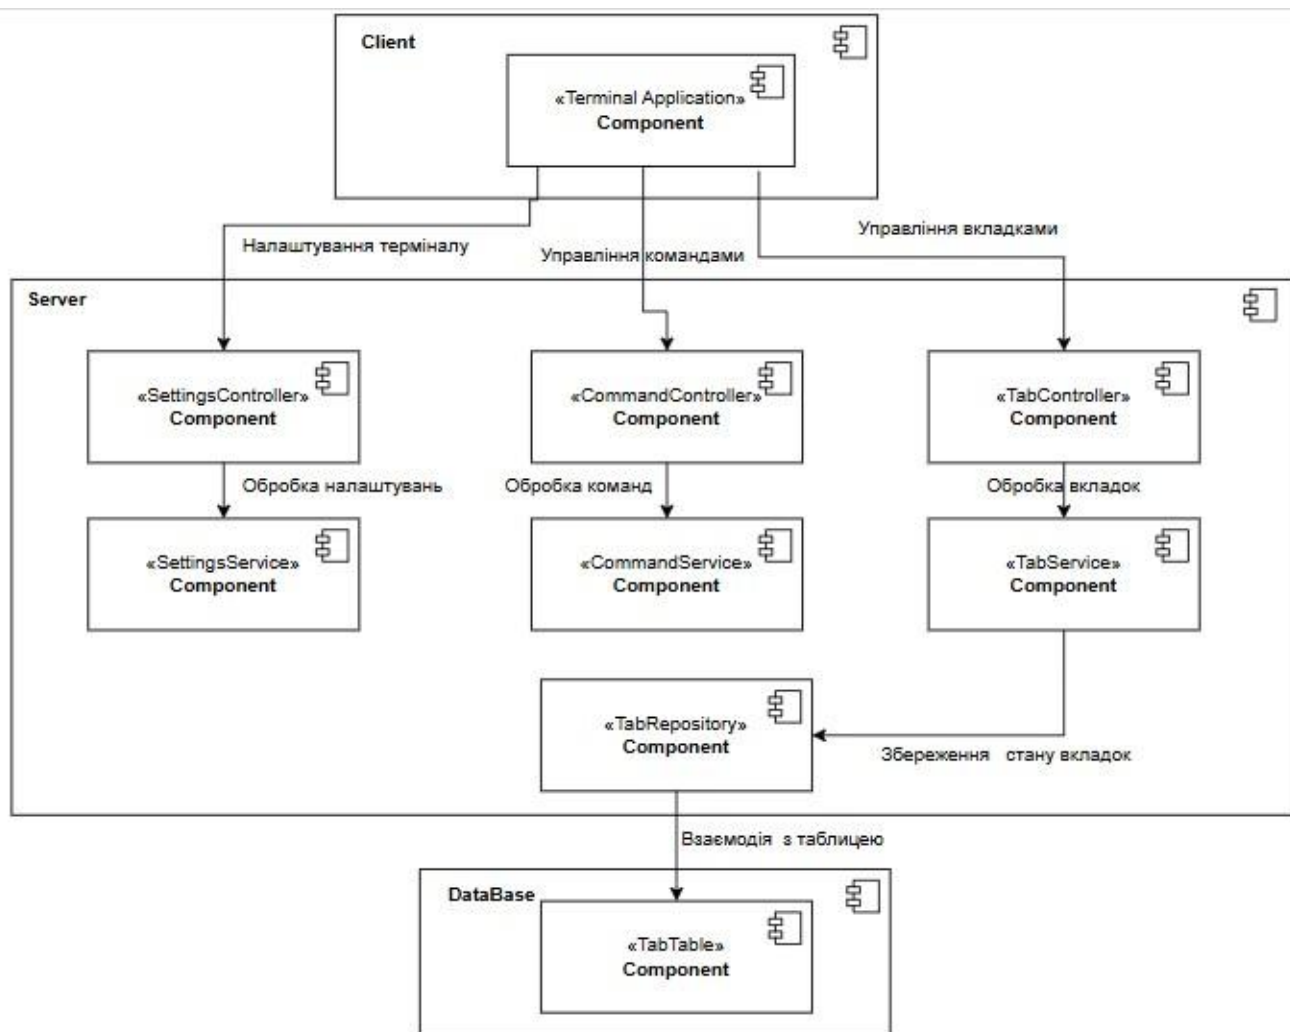 Client
«Terminal Application»
Component
Налаштування терміналу
Управління командами
Управління вкладками
Server
«SettingsController»
Component
«CommandController»
Component
«TabController»
Component
Обробка налаштувань
Обробка команд
Обробка вкладок
«SettingsService»
Component
«CommandService»
Component
«TabService»
Component
«TabRepository»
Component
Збереження стану вкладок
Взаємодія з таблицею
DataBase
«TabTable»
Component